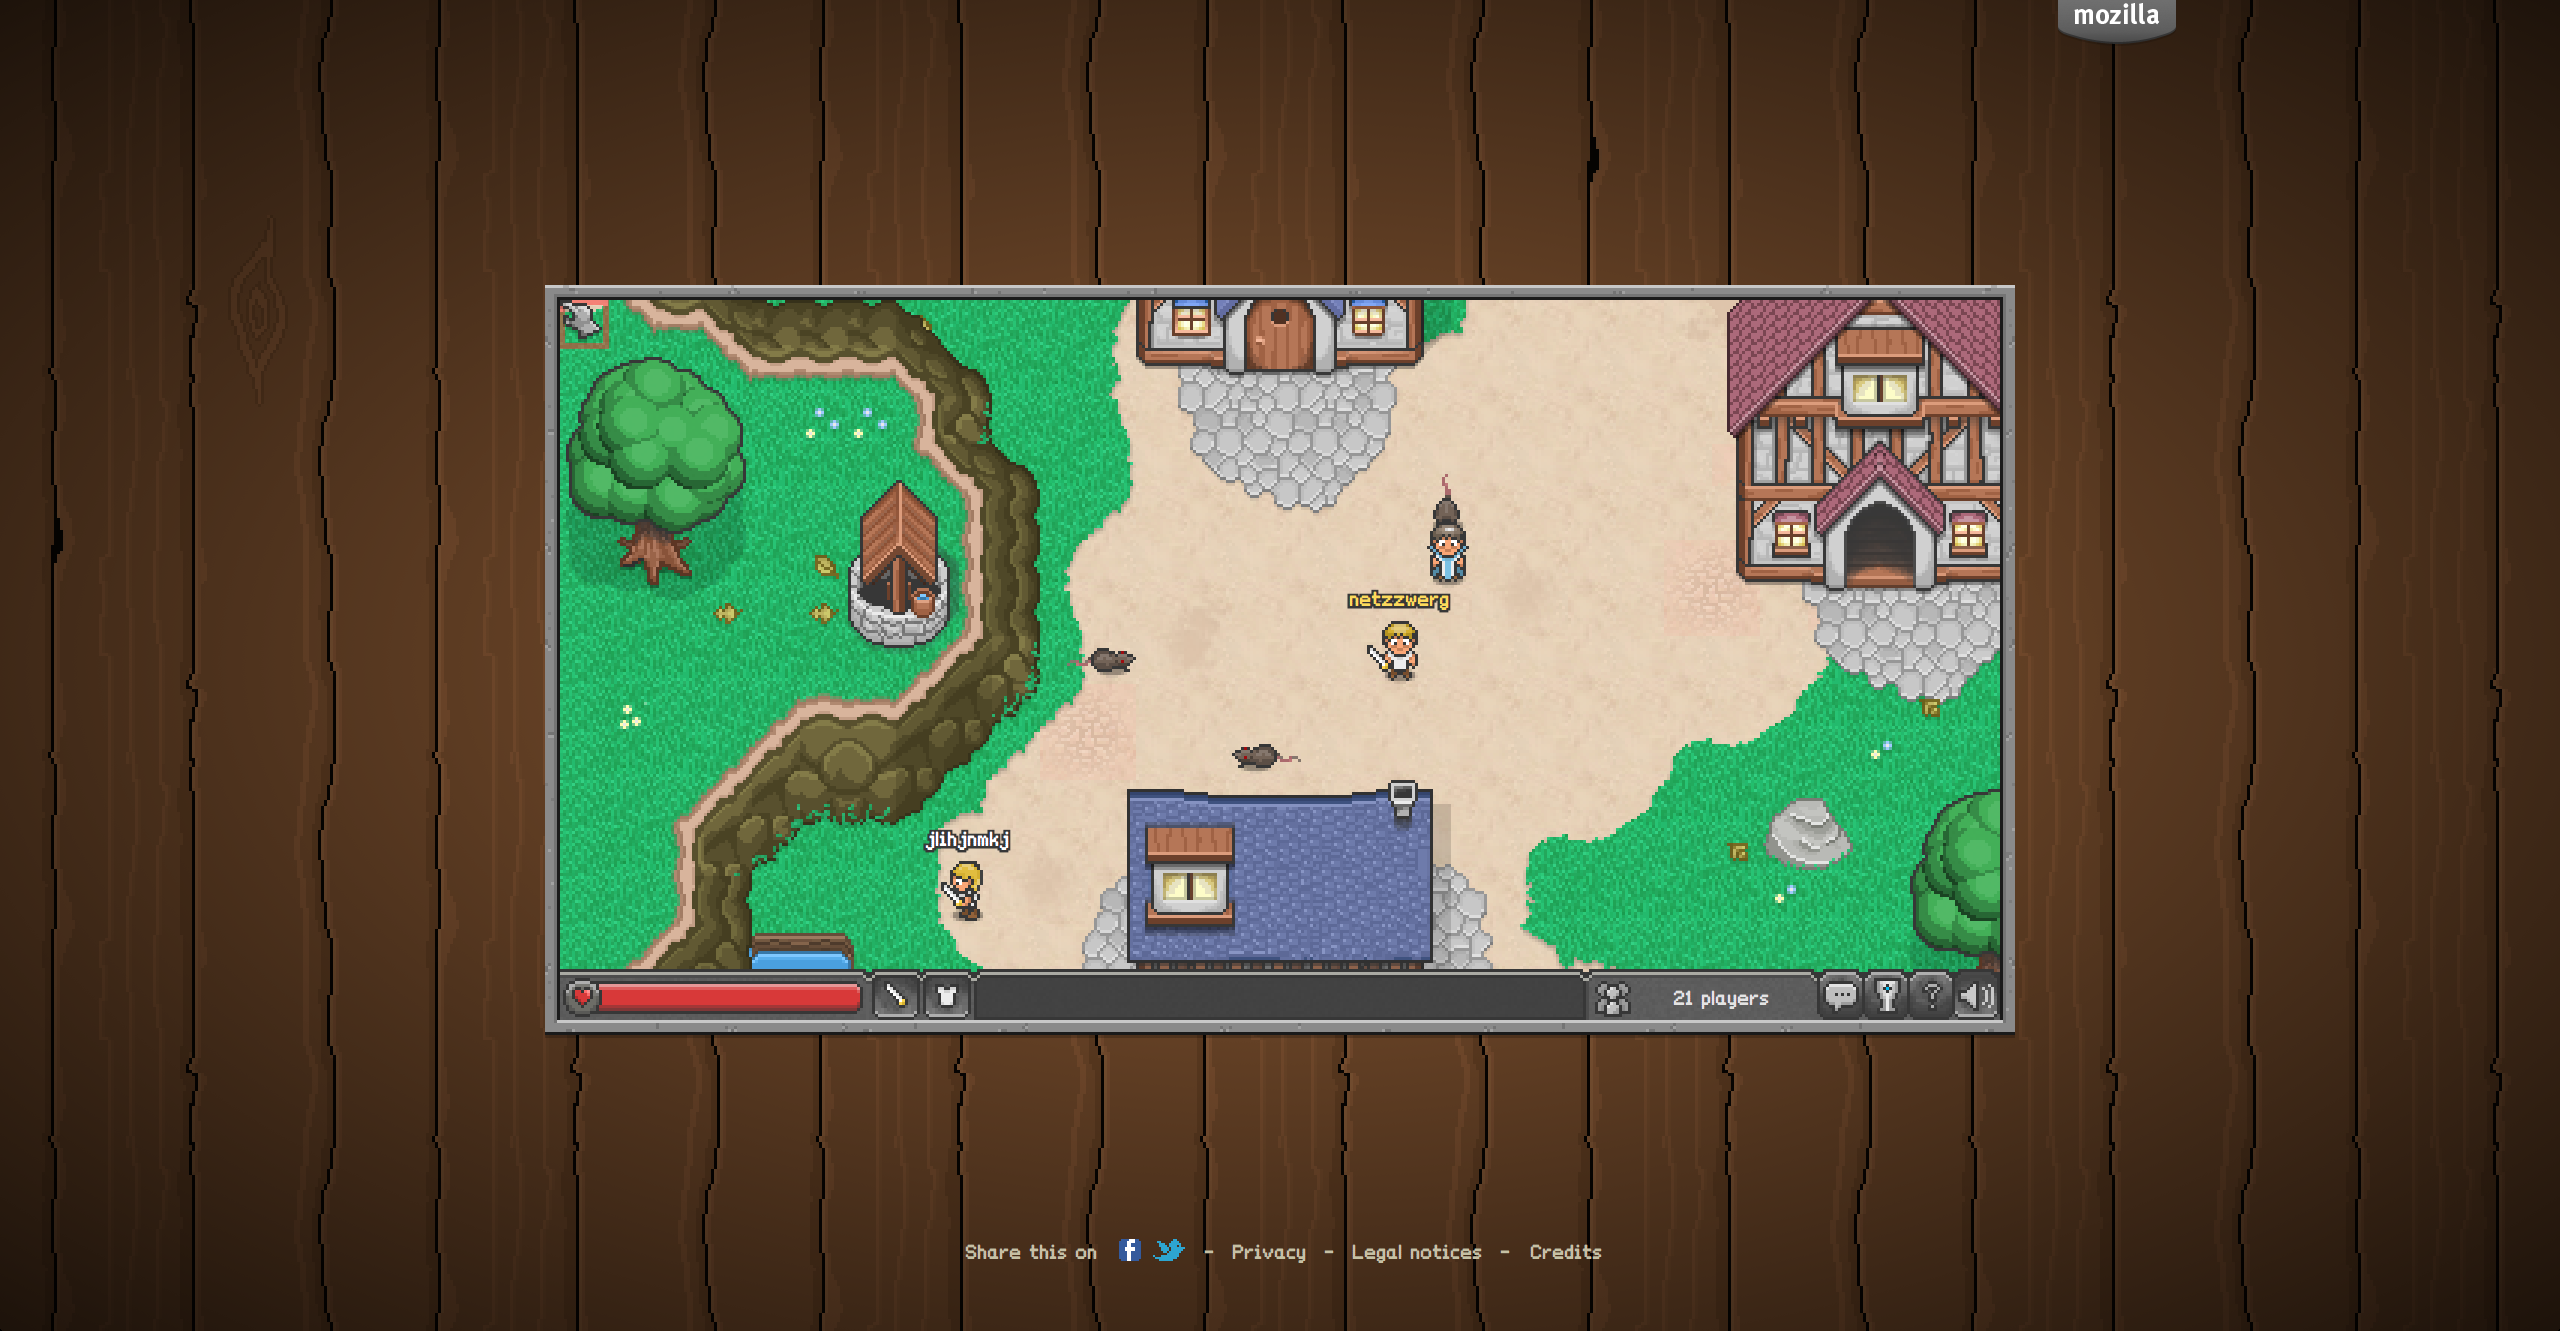 mozilla
netzzwerg
jlihjnmkj
21 players
Share this on f - Privacy - Legal notices - Credits